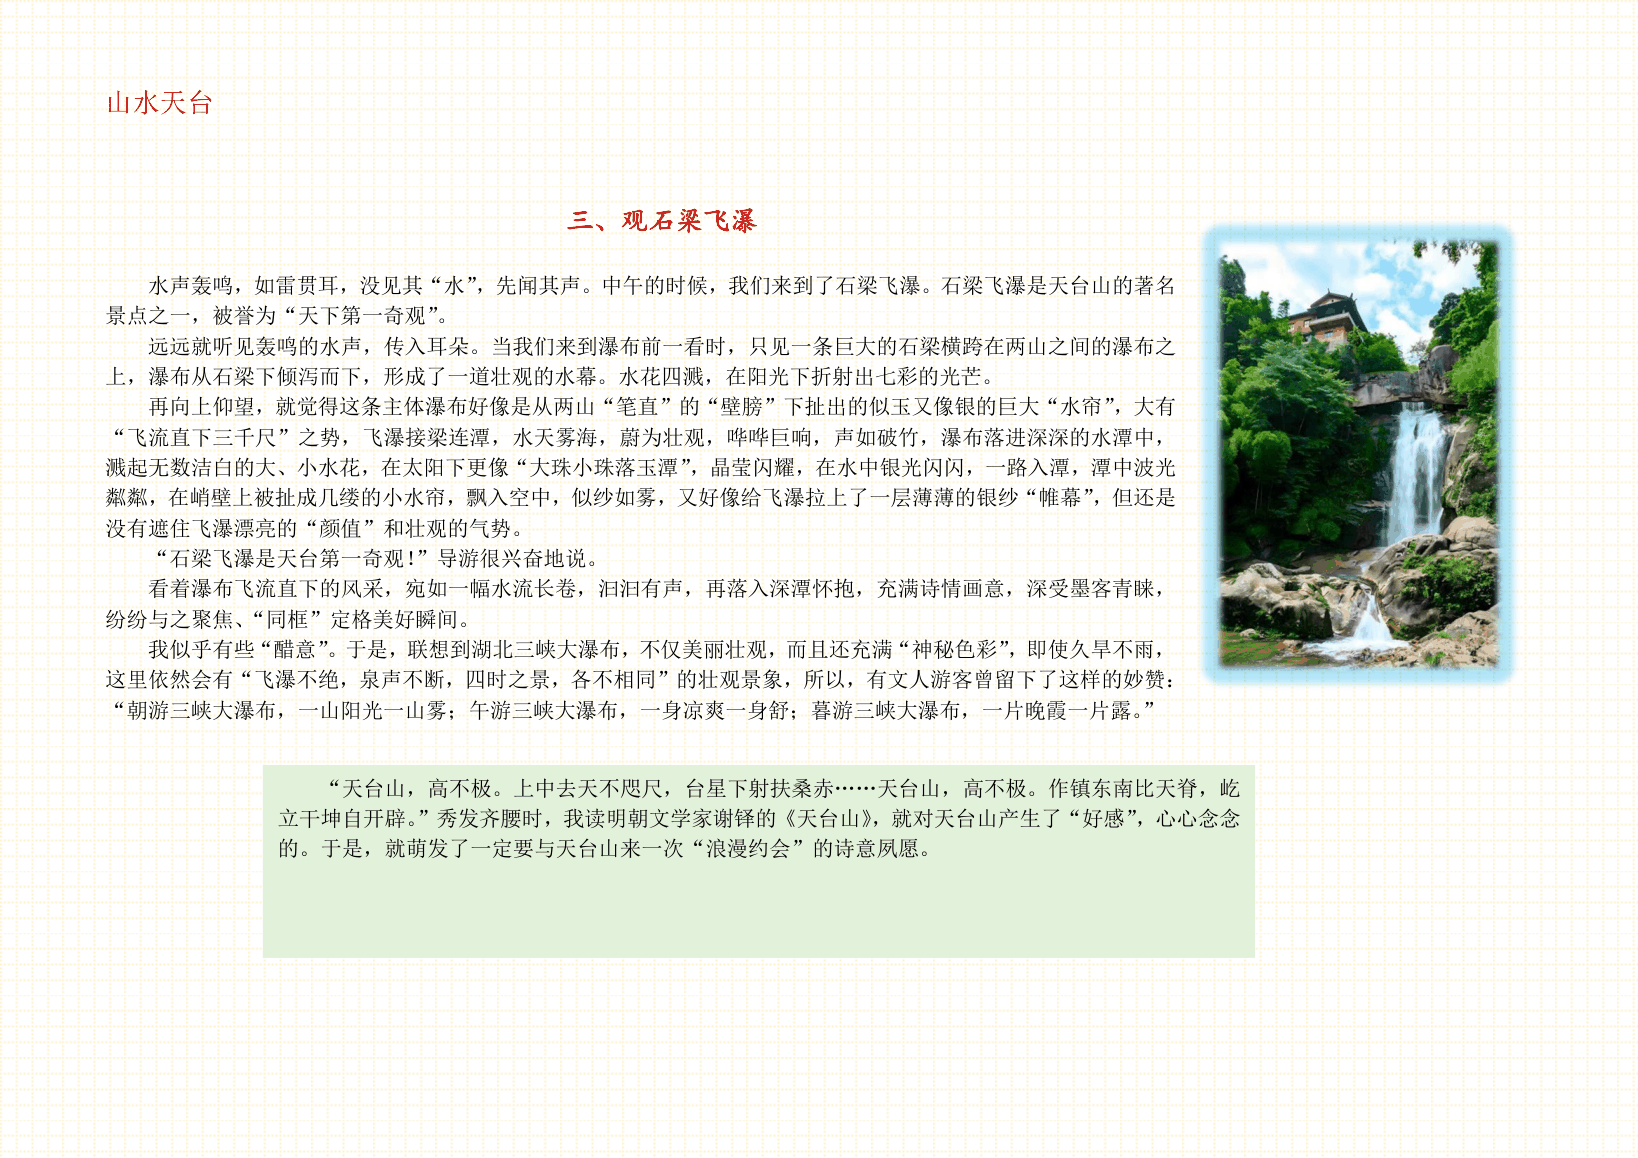 山水天台
三、观石梁飞瀑
水声轰鸣，如雷贯耳，没见其“水”，先闻其声。中午的时候，我们来到了石梁飞瀑。石梁飞瀑是天台山的著名
景点之一，被誉为“天下第一奇观”。
远远就听见轰鸣的水声，传入耳朵。当我们来到瀑布前一看时，只见一条巨大的石梁横跨在两山之间的瀑布之
上，瀑布从石梁下倾泻而下，形成了一道壮观的水幕。水花四溅，在阳光下折射出七彩的光芒。
再向上仰望，就觉得这条主体瀑布好像是从两山“笔直”的“壁膀”下扯出的似玉又像银的巨大“水帘”，大有
“飞流直下三千尺”之势，飞瀑接梁连潭，水天雾海，蔚为壮观，哗哗巨响，声如破竹，瀑布落进深深的水潭中，
溅起无数洁白的大、小水花，在太阳下更像“大珠小珠落玉潭”，晶莹闪耀，在水中银光闪闪，一路入潭，潭中波光
粼粼，在峭壁上被扯成几缕的小水帘，飘入空中，似纱如雾，又好像给飞瀑拉上了一层薄薄的银纱“帷幕”，但还是
没有遮住飞瀑漂亮的“颜值”和壮观的气势。
“石梁飞瀑是天台第一奇观！”导游很兴奋地说。
看着瀑布飞流直下的风采，宛如一幅水流长卷，汩汩有声，再落入深潭怀抱，充满诗情画意，深受墨客青睐，
纷纷与之聚焦、“同框”定格美好瞬间。
我似乎有些“醋意”。于是，联想到湖北三峡大瀑布，不仅美丽壮观，而且还充满“神秘色彩”，即使久旱不雨，
这里依然会有“飞瀑不绝，泉声不断，四时之景，各不相同”的壮观景象，所以，有文人游客曾留下了这样的妙赞：
“朝游三峡大瀑布，一山阳光一山雾；午游三峡大瀑布，一身凉爽一身舒；暮游三峡大瀑布，一片晚霞一片露。”
“天台山，高不极。上中去天不咫尺，台星下射扶桑赤……天台山，高不极。作镇东南比天脊，屹
立干坤自开辟。”秀发齐腰时，我读明朝文学家谢铎的《天台山》，就对天台山产生了“好感”，心心念念
的。于是，就萌发了一定要与天台山来一次“浪漫约会”的诗意夙愿。